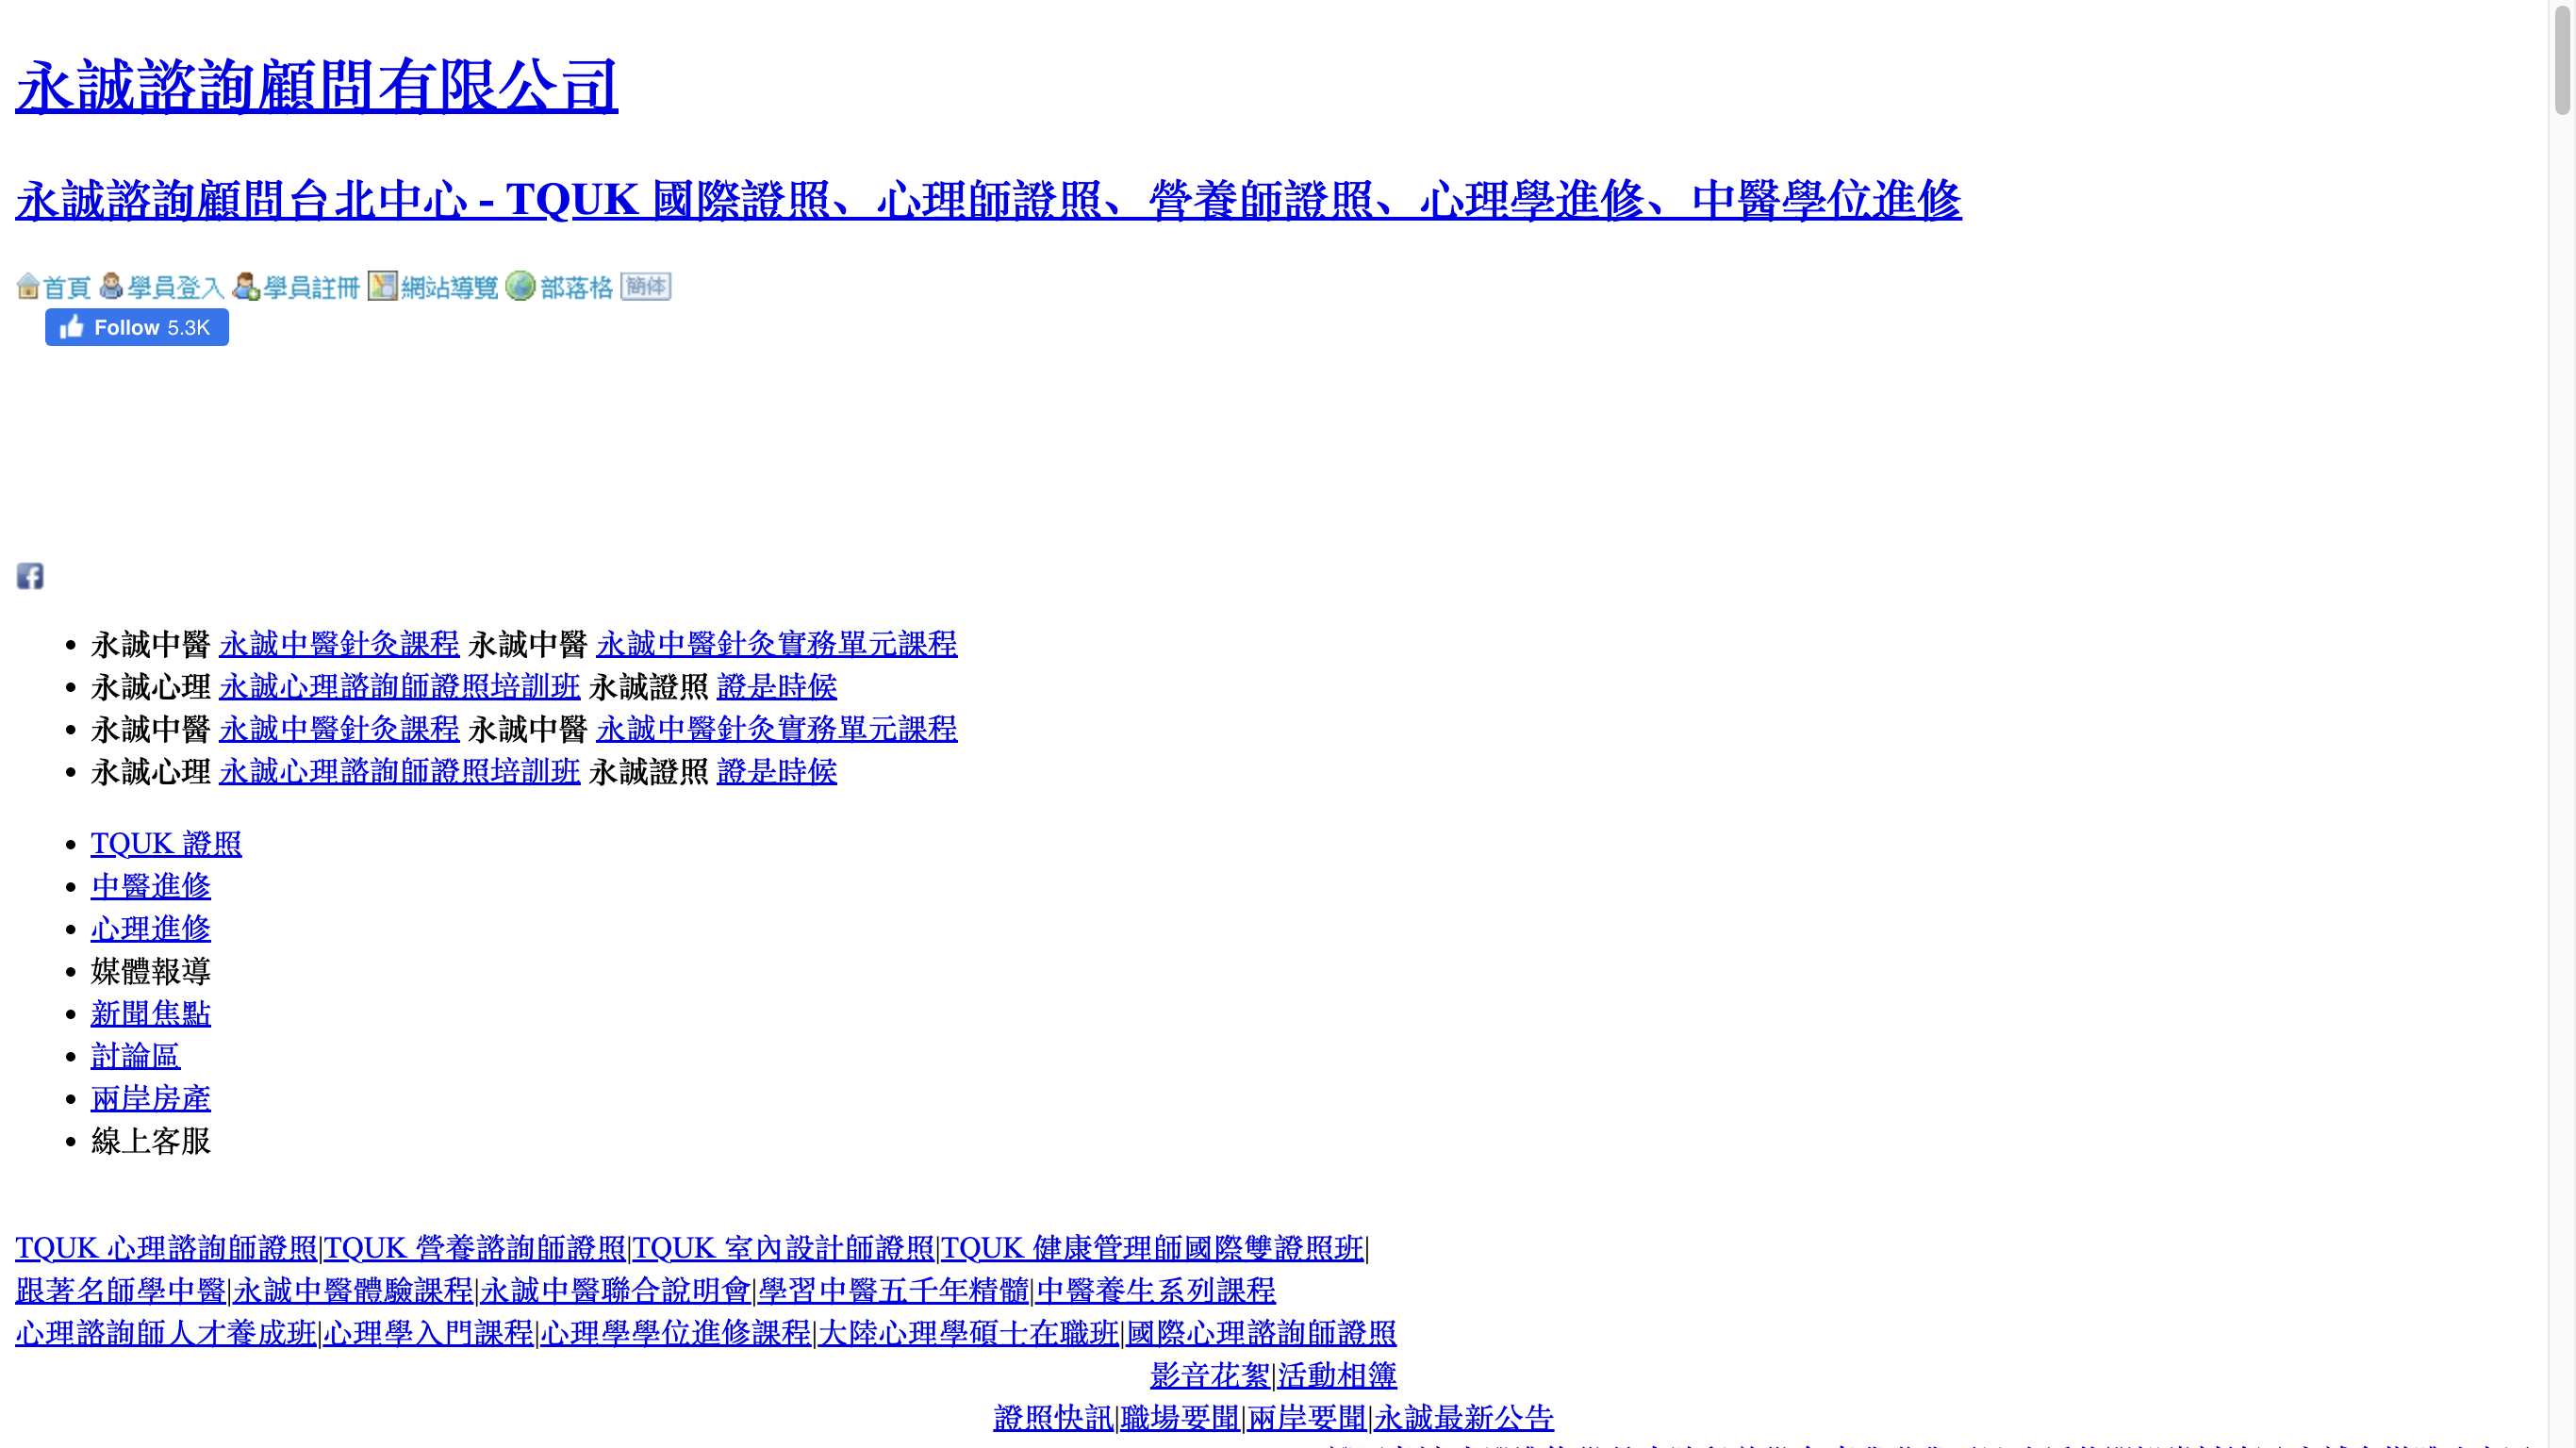 永誠諮詢顧問有限公司
永誠諮詢顧問台北中心 - TQUK 國際證照、心理師證照、營養師證照、心理學進修、中醫學位進修
首頁 學員登入 學員註冊 網站導覽 部落格 簡体
Follow 5.3K
永誠中醫 永誠中醫針灸課程 永誠中醫 永誠中醫針灸實務單元課程
永誠心理 永誠心理諮詢師證照培訓班 永誠證照 證是時候
永誠中醫 永誠中醫針灸課程 永誠中醫 永誠中醫針灸實務單元課程
永誠心理 永誠心理諮詢師證照培訓班 永誠證照 證是時候
TQUK 證照
中醫進修
心理進修
媒體報導
新聞焦點
討論區
兩岸房產
線上客服
TQUK 心理諮詢師證照|TQUK 營養諮詢師證照|TQUK 室內設計師證照|TQUK 健康管理師國際雙證照班|
跟著名師學中醫|永誠中醫體驗課程|永誠中醫聯合說明會|學習中醫五千年精髓|中醫養生系列課程
心理諮詢師人才養成班|心理學入門課程|心理學學位進修課程|大陸心理學碩士在職班|國際心理諮詢師證照
影音花絮|活動相簿
證照快訊|職場要聞|兩岸要聞|永誠最新公告